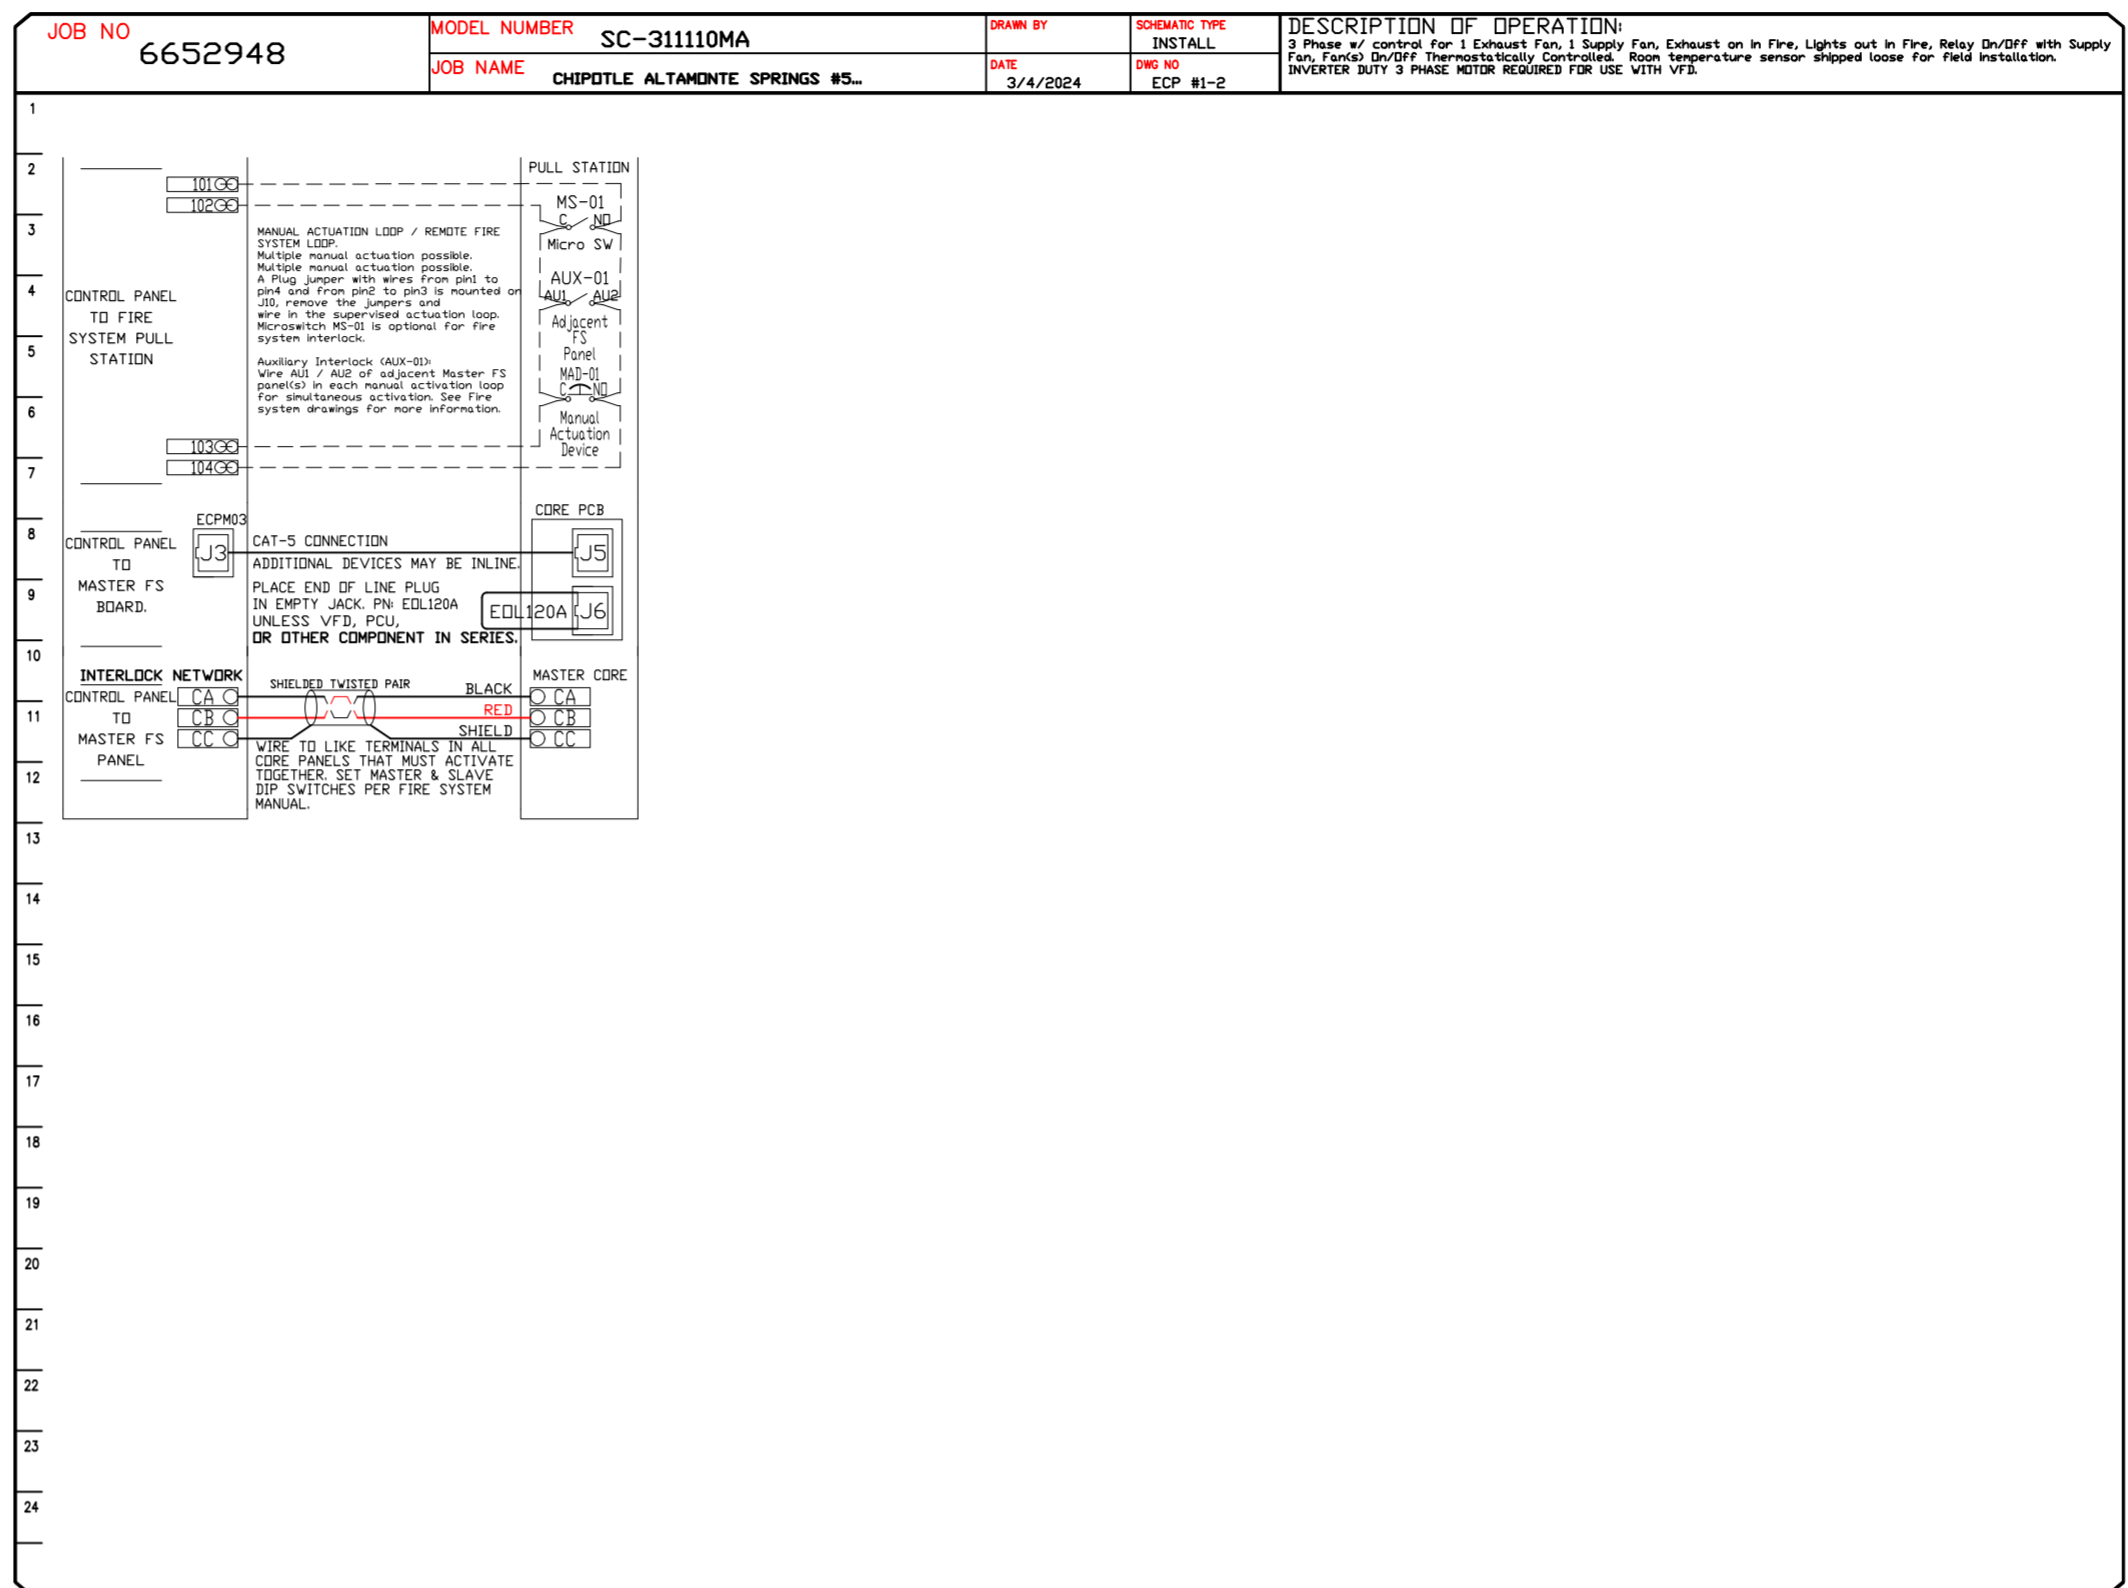 JOB NO
6652948
MODEL NUMBER
SC-311110MA
JOB NAME
CHIPOTLE ALTAMONTE SPRINGS #5...
DRAWN BY
DATE
3/4/2024
SCHEMATIC TYPE
INSTALL
DWG NO
ECP #1-2
DESCRIPTION OF OPERATION:
3 Phase w/ control for 1 Exhaust Fan, 1 Supply Fan, Exhaust on in Fire, Lights out in Fire, Relay On/Off with Supply
Fan, Fan(s) On/Off Thermostatically Controlled. Room temperature sensor shipped loose for field installation.
INVERTER DUTY 3 PHASE MOTOR REQUIRED FOR USE WITH VFD.
1
2
3
4
5
6
7
8
9
10
11
12
13
14
15
16
17
18
19
20
21
22
23
24
CONTROL PANEL
TO FIRE
SYSTEM PULL
STATION
101
102
103
104
MANUAL ACTUATION LOOP / REMOTE FIRE
SYSTEM LOOP.
Multiple manual actuation possible.
Multiple manual actuation possible.
A Plug jumper with wires from pin1 to
pin4 and from pin2 to pin3 is mounted on
J10, remove the jumpers and
wire in the supervised actuation loop.
Microswitch MS-01 is optional for fire
system interlock.
Auxiliary Interlock (AUX-01):
Wire AU1 / AU2 of adjacent Master FS
panel(s) in each manual activation loop
for simultaneous activation. See Fire
system drawings for more information.
PULL STATION
MS-01
C NO
Micro SW
AUX-01
AU1 AU2
Adjacent
FS
Panel
MAD-01
C NO
Manual
Actuation
Device
CONTROL PANEL
TO
MASTER FS
BOARD.
ECPM03
J3
CAT-5 CONNECTION
ADDITIONAL DEVICES MAY BE INLINE.
PLACE END OF LINE PLUG
IN EMPTY JACK. PN: EOL120A
UNLESS VFD, PCU,
OR OTHER COMPONENT IN SERIES.
CORE PCB
J5
EOL120A J6
INTERLOCK NETWORK
CONTROL PANEL
TO
MASTER FS
PANEL
CA
CB
CC
SHIELDED TWISTED PAIR
BLACK
RED
SHIELD
WIRE TO LIKE TERMINALS IN ALL
CORE PANELS THAT MUST ACTIVATE
TOGETHER. SET MASTER & SLAVE
DIP SWITCHES PER FIRE SYSTEM
MANUAL.
MASTER CORE
CA
CB
CC